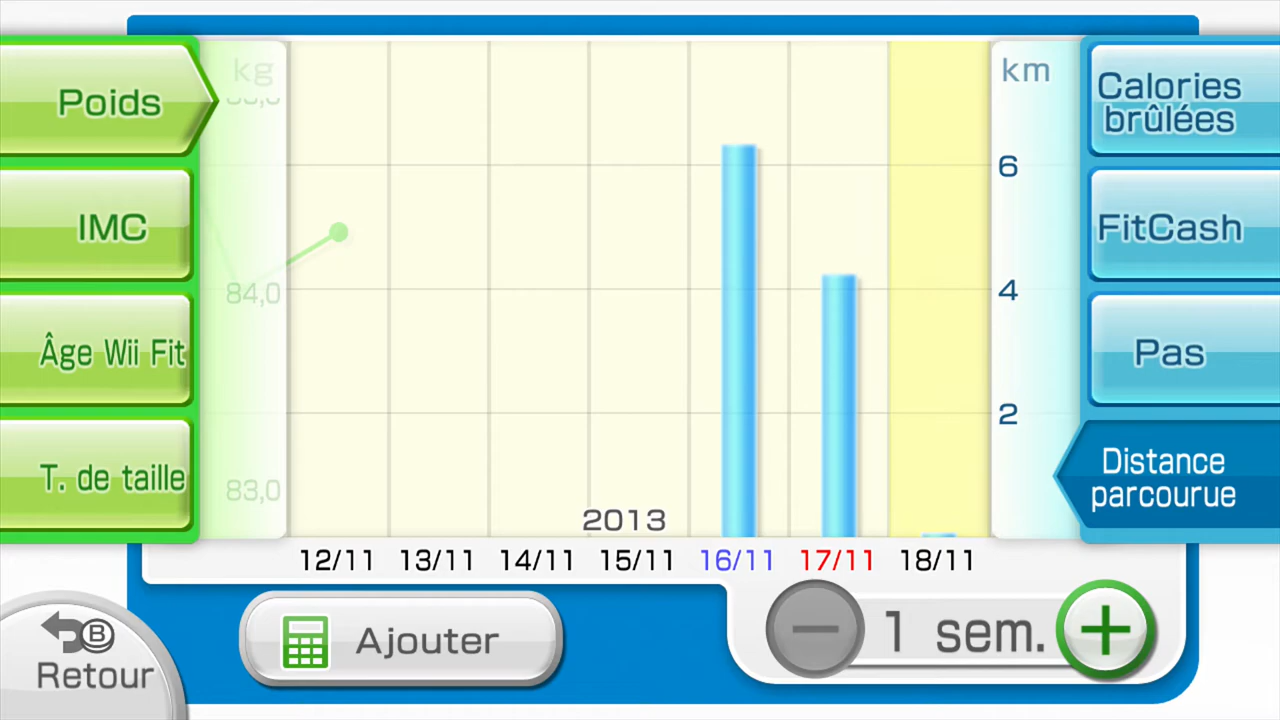 Poids
IMC
Âge Wii Fit
T. de taille
kg
84,0
83,0
2013
12/11 13/11 14/11 15/11 16/11 17/11 18/11
km
6
4
2
Calories
brûlées
FitCash
Pas
Distance
parcourue
B
Retour
Ajouter
1 sem.